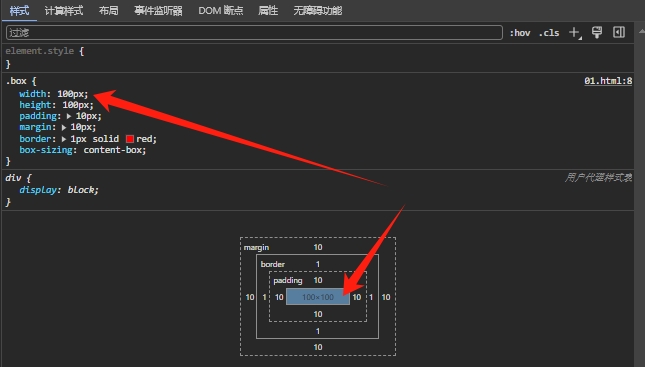 样式 计算样式 布局 事件监听器 DOM 断点 属性 无障碍功能
过滤 :hov .cls
element.style {
}
.box { 01.html:8
width: 100px;
height: 100px;
padding: 10px;
margin: 10px;
border: 1px solid red;
box-sizing: content-box;
}
div { 用户代理样式表
display: block;
}
margin 10
border 1
padding 10
10 1 10 100×100 10 1 10
10
1
10